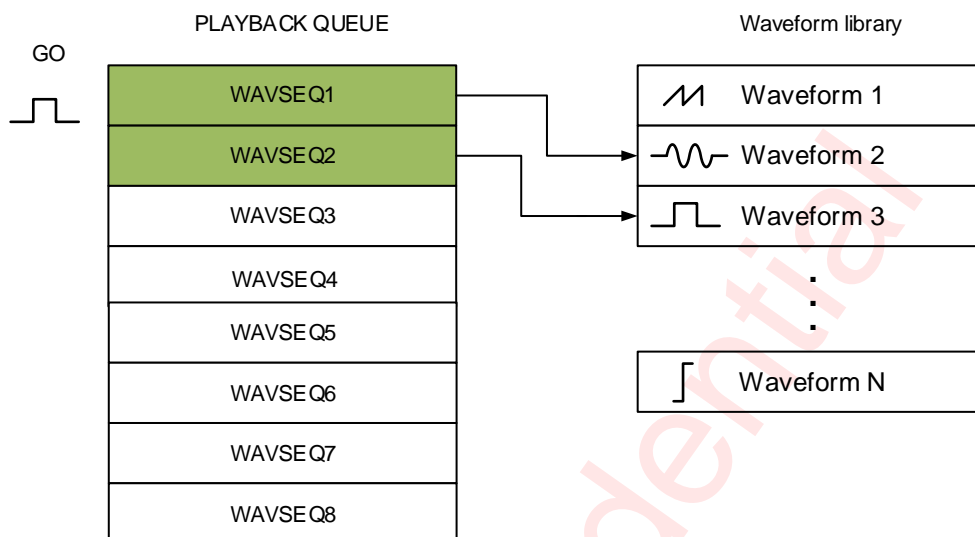 PLAYBACK QUEUE
Waveform library
GO
WAVSEQ1
WAVSEQ2
WAVSEQ3
WAVSEQ4
WAVSEQ5
WAVSEQ6
WAVSEQ7
WAVSEQ8
Waveform 1
Waveform 2
Waveform 3
Waveform N
dential